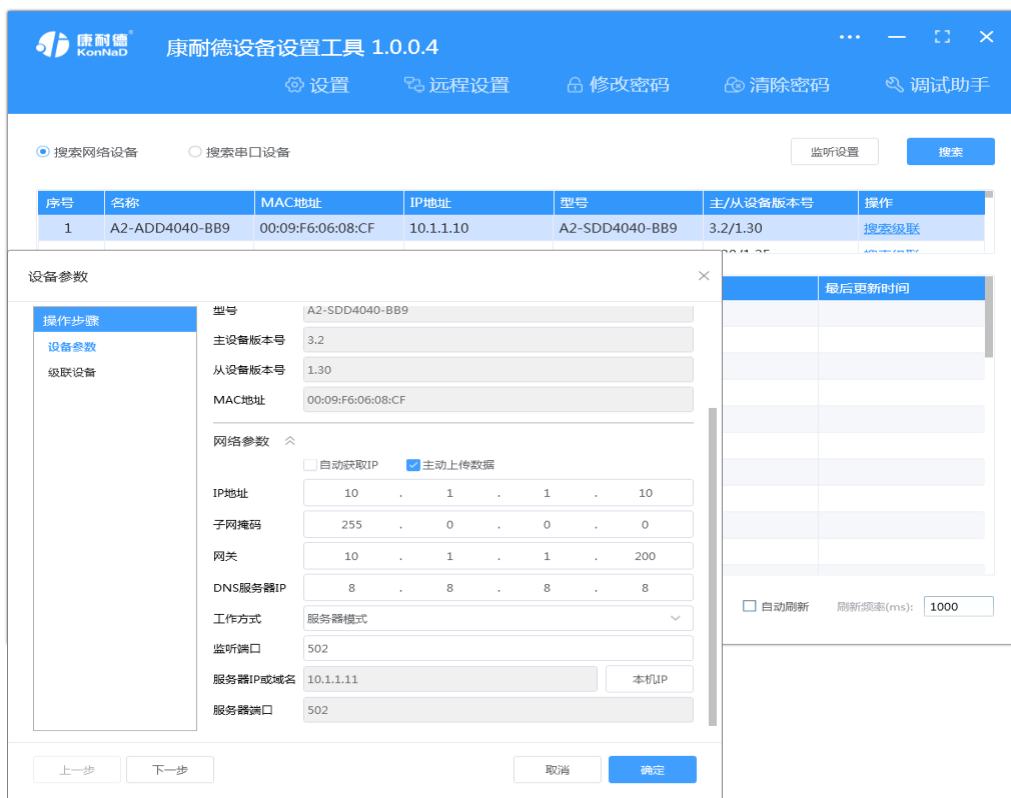 康耐德
KonNaD
康耐德设备设置工具 1.0.0.4
设置 远程设置 修改密码 清除密码 调试助手
搜索网络设备 搜索串口设备 监听设置 搜索
序号 名称 MAC地址 IP地址 型号 主/从设备版本号 操作
1 A2-ADD4040-BB9 00:09:F6:06:08:CF 10.1.1.10 A2-SDD4040-BB9 3.2/1.30 搜索级联
最后更新时间
自动刷新 刷新频率(ms): 1000
设备参数
操作步骤
设备参数
级联设备
型号 A2-SDD4040-BB9
主设备版本号 3.2
从设备版本号 1.30
MAC地址 00:09:F6:06:08:CF
网络参数
自动获取IP 主动上传数据
IP地址 10 . 1 . 1 . 10
子网掩码 255 . 0 . 0 . 0
网关 10 . 1 . 1 . 200
DNS服务器IP 8 . 8 . 8 . 8
工作方式 服务器模式
监听端口 502
服务器IP或域名 10.1.1.11 本机IP
服务器端口 502
上一步 下一步 取消 确定